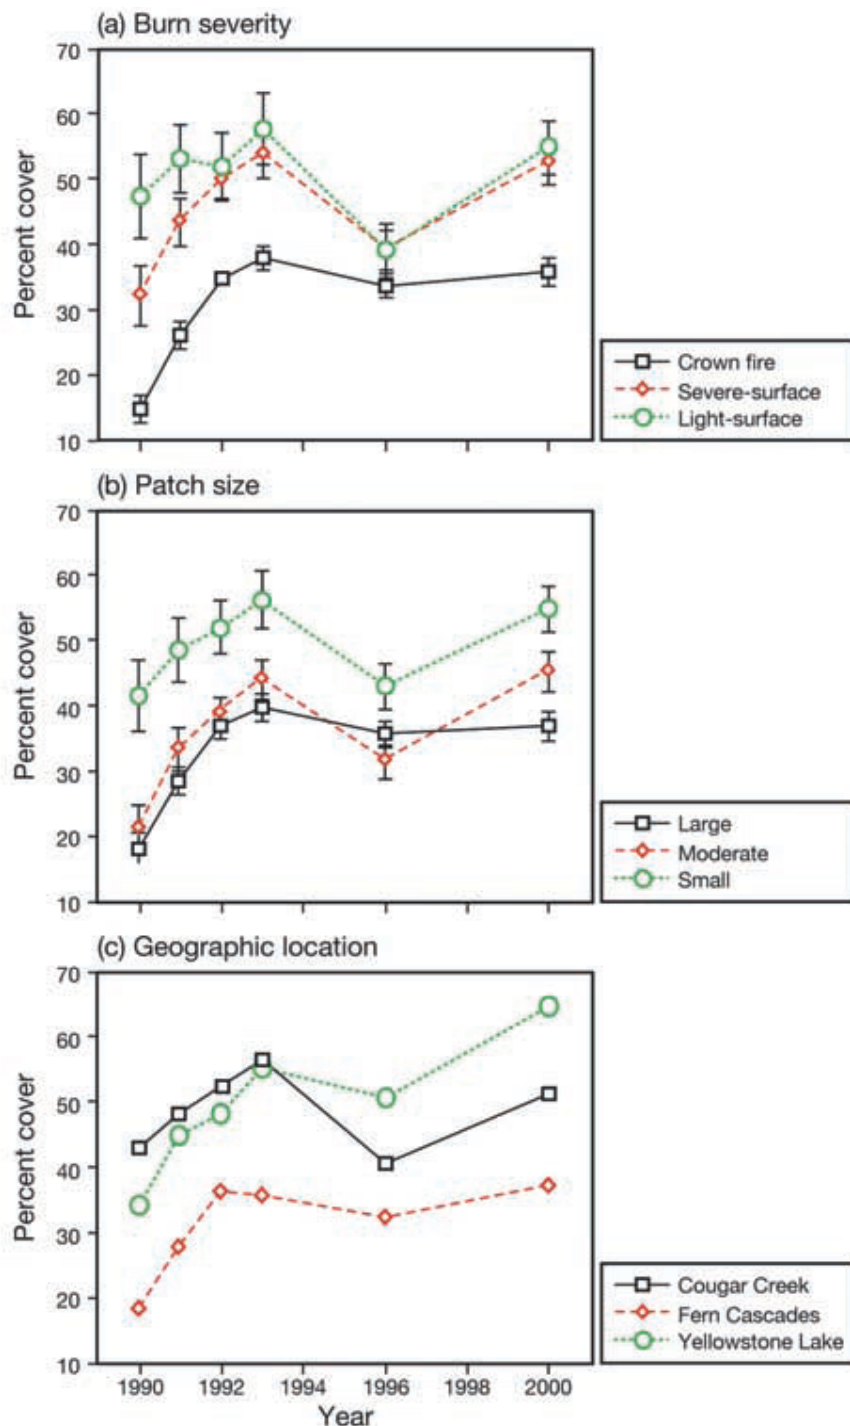 (a) Burn severity
70
60
50
40
30
20
10
Percent cover
Crown fire
Severe-surface
Light-surface
(b) Patch size
70
60
50
40
30
20
10
Percent cover
Large
Moderate
Small
(c) Geographic location
70
60
50
40
30
20
10
Percent cover
Cougar Creek
Fern Cascades
Yellowstone Lake
1990 1992 1994 1996 1998 2000
Year